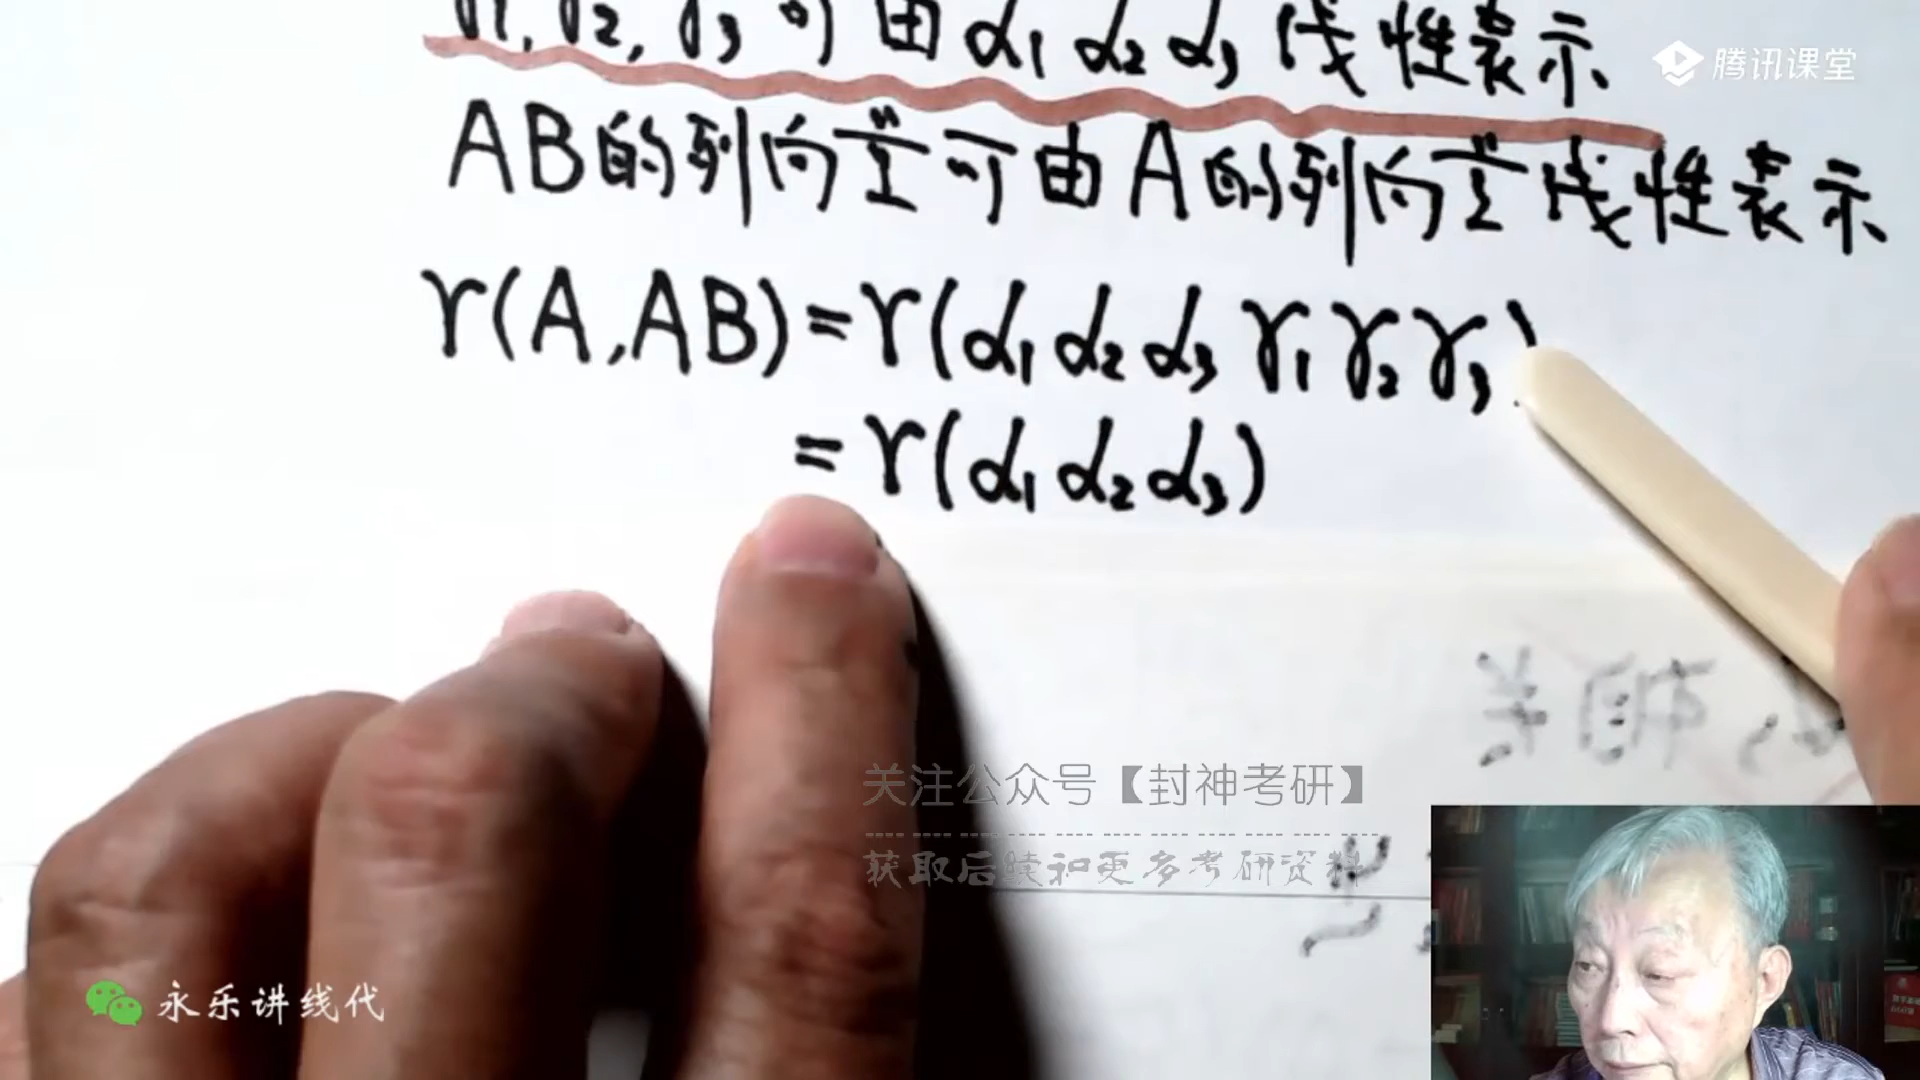 γ1, γ2, γ3 可由 α1 α2 α3 线性表示
腾讯课堂
AB的列向量可由A的列向量线性表示
r(A,AB)=r(α1 α2 α3 γ1 γ2 γ3)
=r(α1 α2 α3)
关注公众号【封神考研】
获取后续和更多考研资料
永乐讲线代